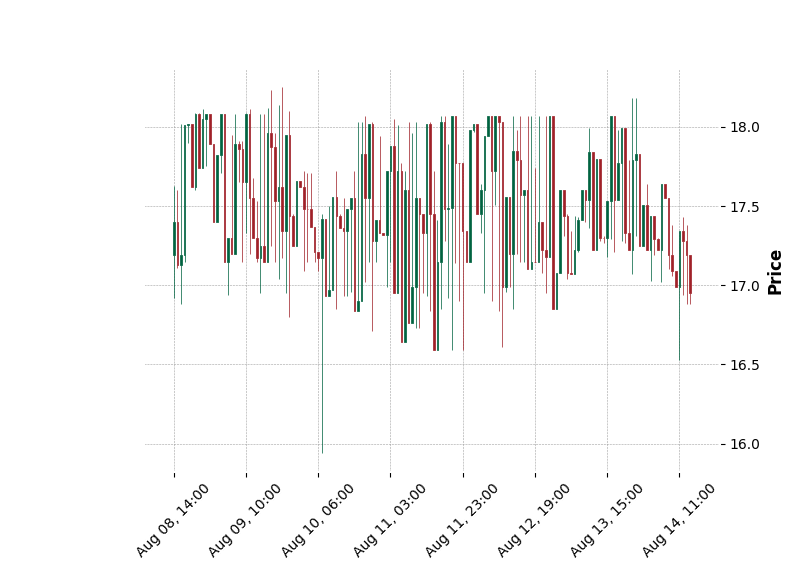 18.0
17.5
17.0
16.5
16.0
Price
Aug 08, 14:00
Aug 09, 10:00
Aug 10, 06:00
Aug 11, 03:00
Aug 11, 23:00
Aug 12, 19:00
Aug 13, 15:00
Aug 14, 11:00